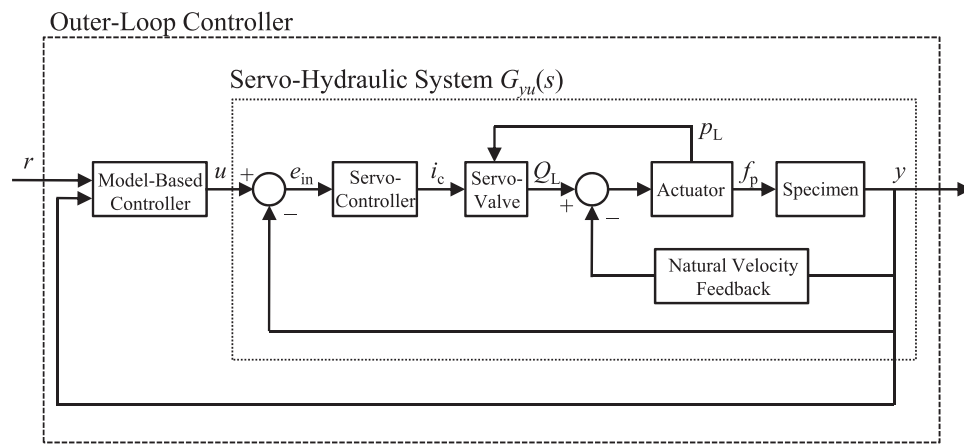 Outer-Loop Controller
Servo-Hydraulic System G_yu(s)
r
Model-Based
Controller
u
+
−
e_in
Servo-
Controller
i_c
Servo-
Valve
Q_L
+
−
p_L
Actuator
f_p
Specimen
y
Natural Velocity
Feedback